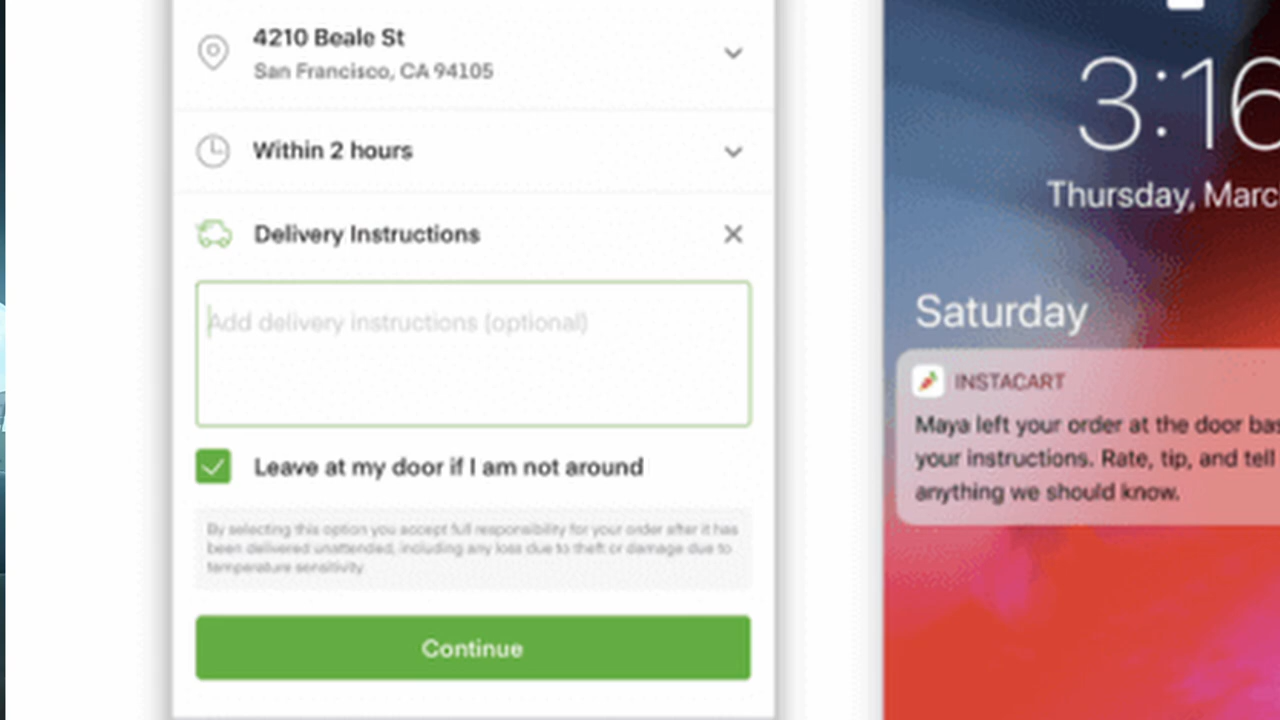 4210 Beale St
San Francisco, CA 94105
Within 2 hours
Delivery Instructions
Add delivery instructions (optional)
Leave at my door if I am not around
By selecting this option you accept full responsibility for your order after it has
been delivered unattended, including any loss due to theft or damage due to
temperature sensitivity
Continue
3:16
Thursday, Marc
Saturday
INSTACART
Maya left your order at the door bas
your instructions. Rate, tip, and tell
anything we should know.